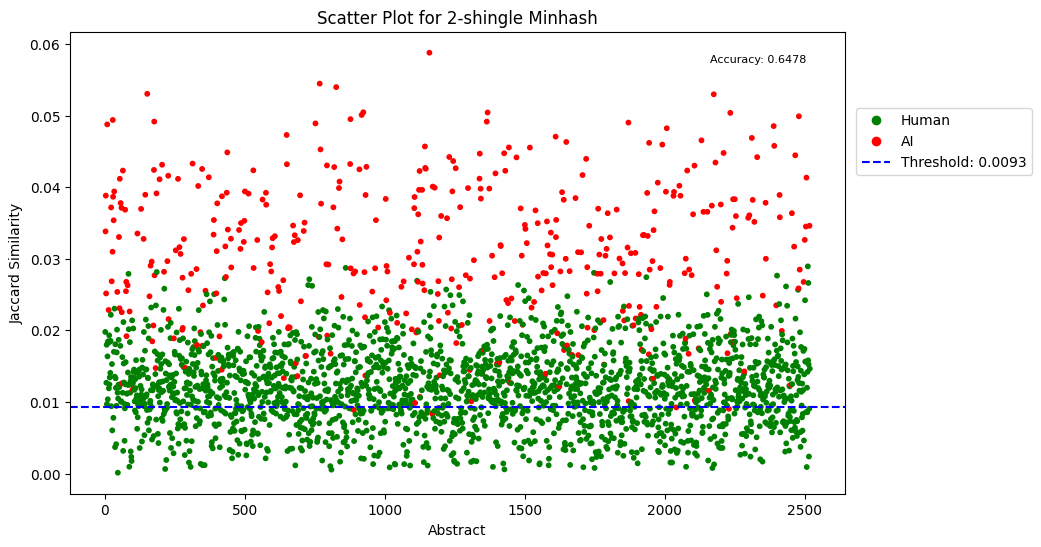 Scatter Plot for 2-shingle Minhash
0.06
0.05
0.04
0.03
0.02
0.01
0.00
Jaccard Similarity
Accuracy: 0.6478
Human
AI
Threshold: 0.0093
0
500
1000
1500
2000
2500
Abstract